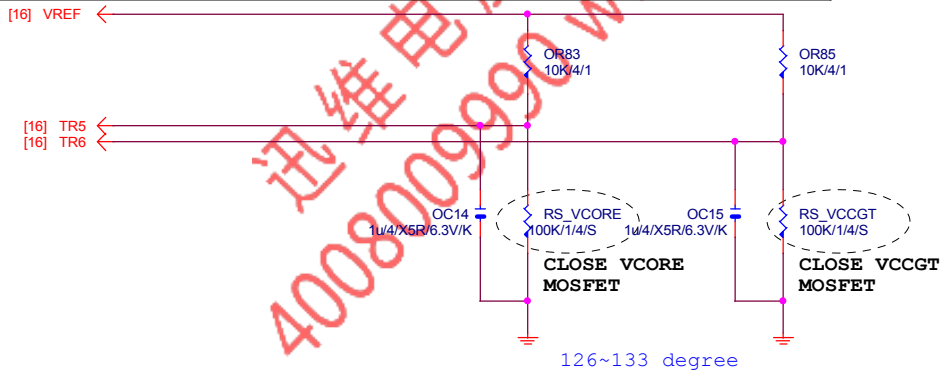 [16] VREF
OR83
10K/4/1
OR85
10K/4/1
[16] TR5
[16] TR6
OC14
1u/4/X5R/6.3V/K
RS_VCORE
100K/1/4/S
OC15
1u/4/X5R/6.3V/K
RS_VCCGT
100K/1/4/S
CLOSE VCORE
MOSFET
CLOSE VCCGT
MOSFET
126~133 degree
迅维电
4008009990 w